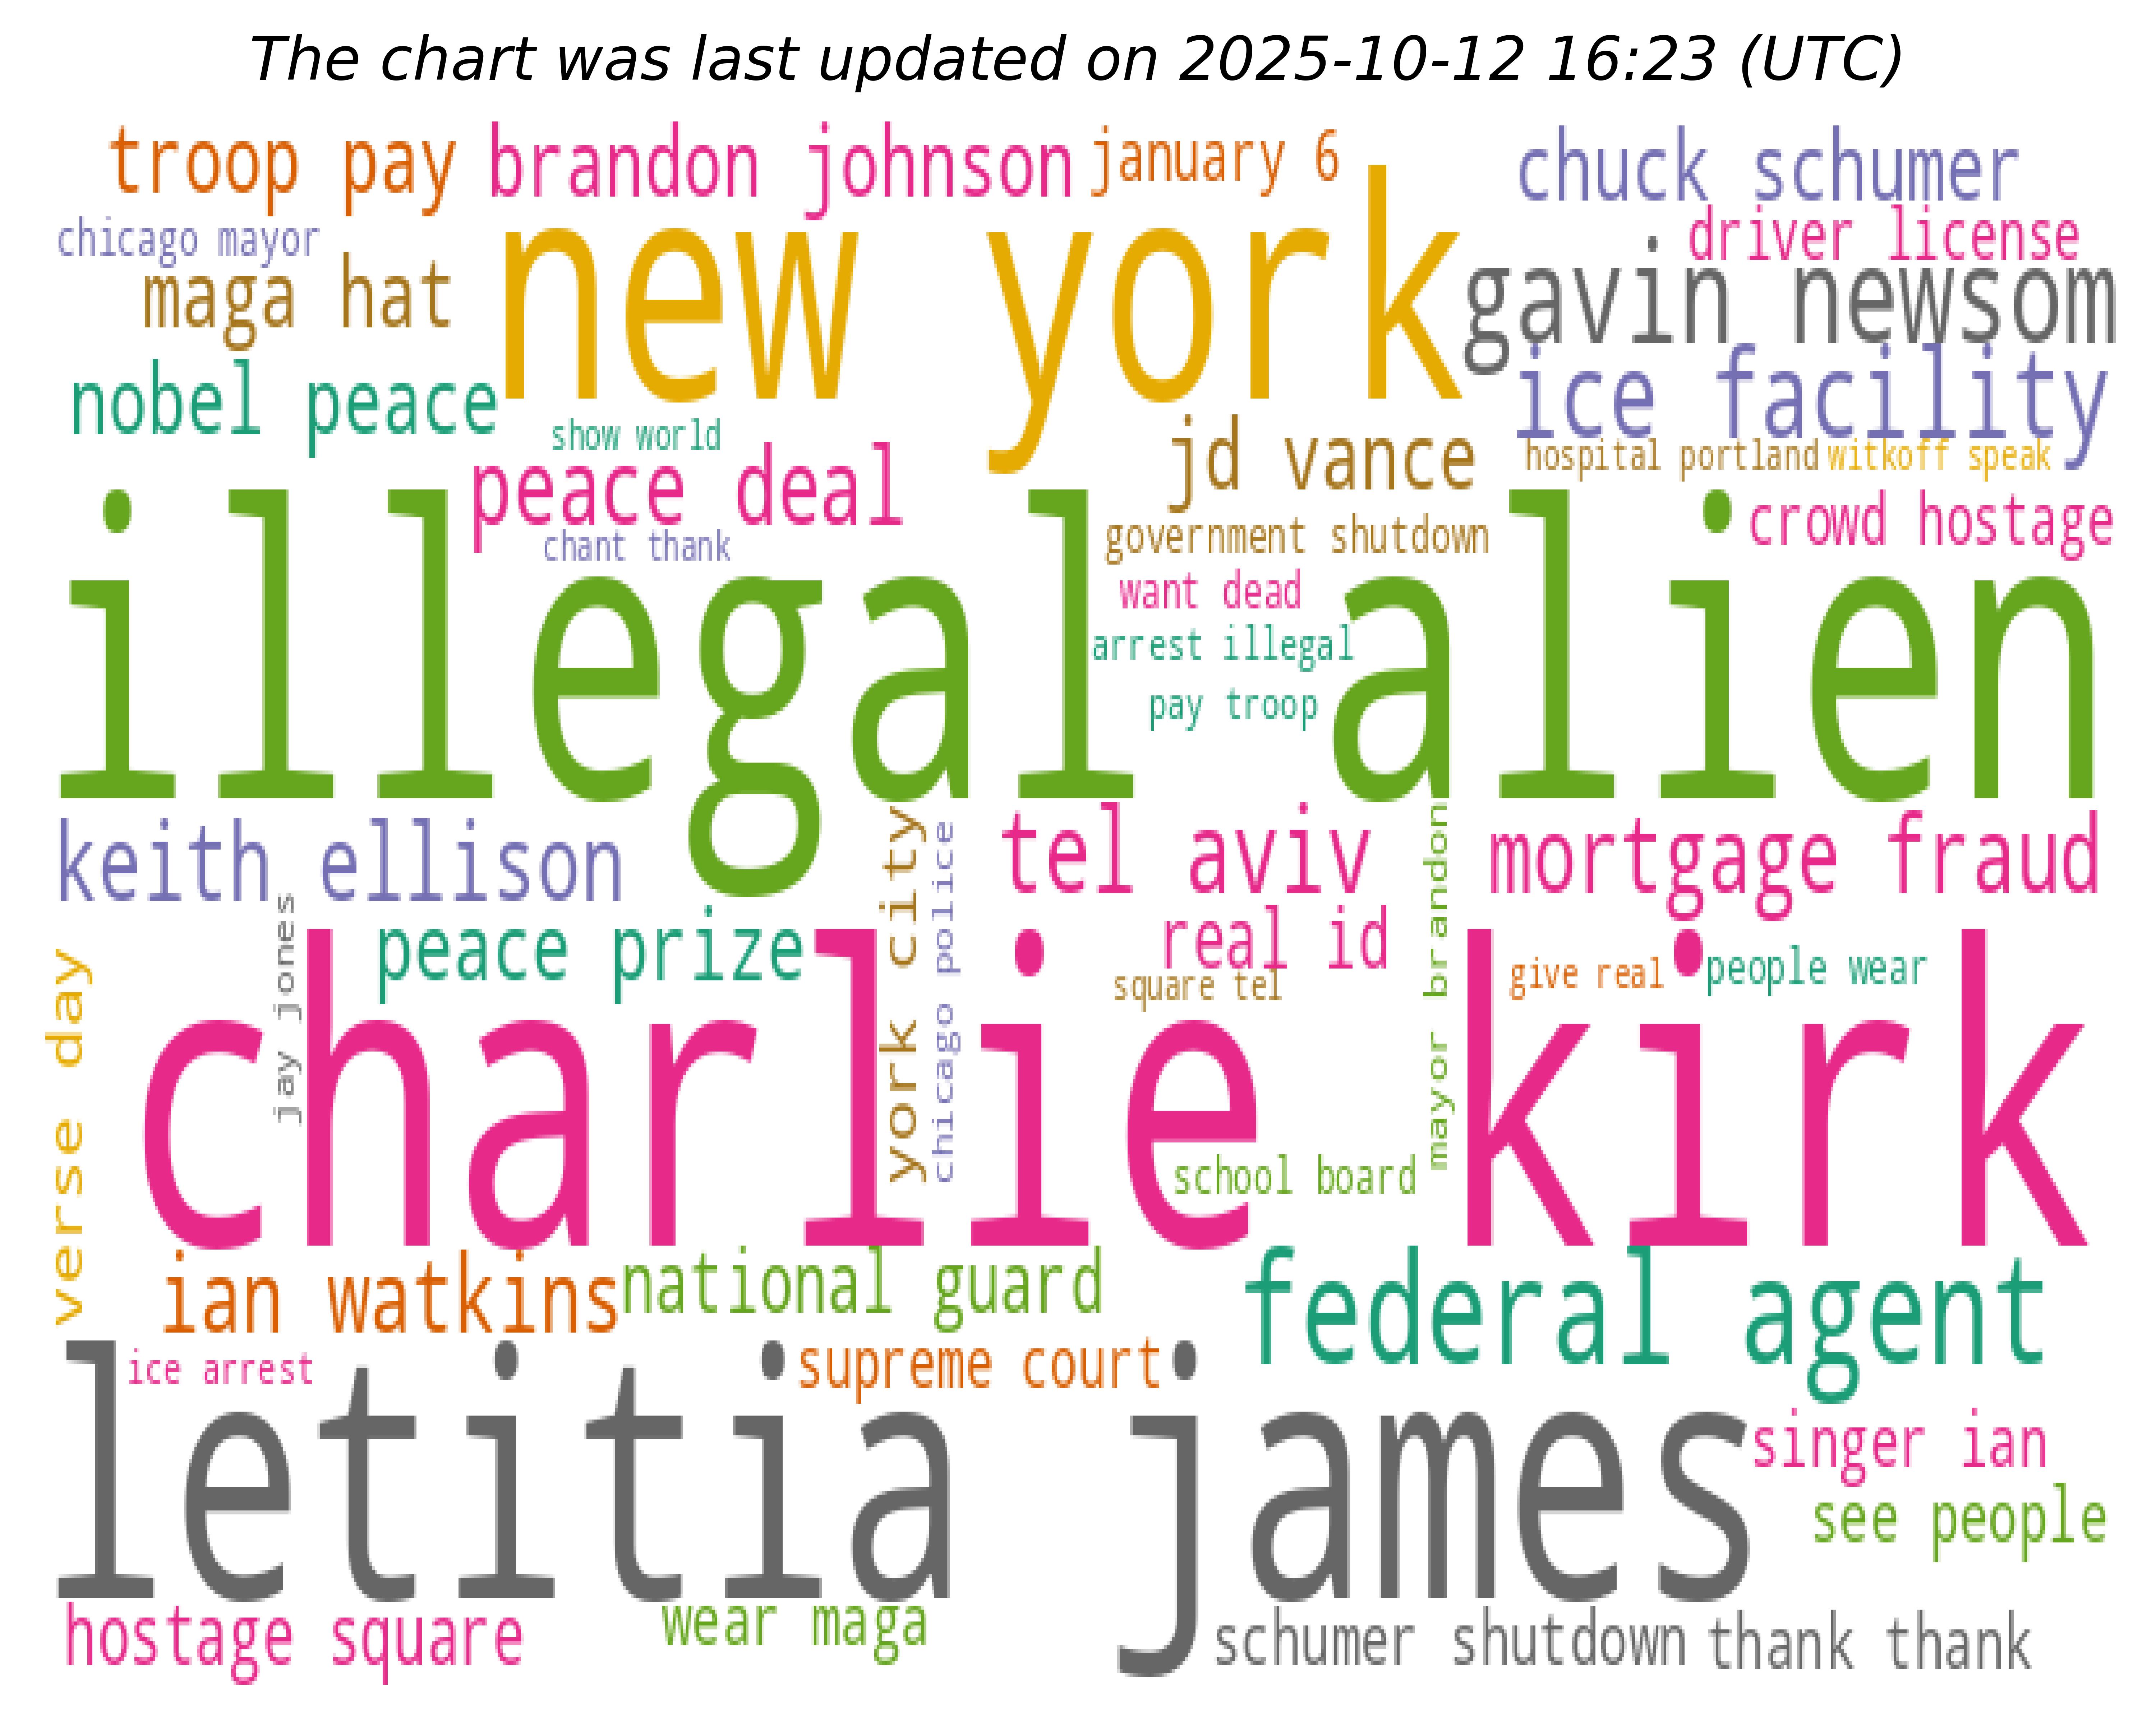 The chart was last updated on 2025-10-12 16:23 (UTC)
troop pay
brandon johnson
january 6
chuck schumer
chicago mayor
driver license
maga hat
new york
gavin newsom
nobel peace
ice facility
show world
jd vance
hospital portland
witkoff speak
peace deal
crowd hostage
chant thank
government shutdown
want dead
illegal alien
arrest illegal
pay troop
keith ellison
york city
chicago police
tel aviv
mayor brandon
mortgage fraud
jay jones
peace prize
real id
verse day
square tel
give real
people wear
charlie kirk
school board
ian watkins
national guard
federal agent
ice arrest
supreme court
letitia james
singer ian
see people
hostage square
wear maga
schumer shutdown
thank thank